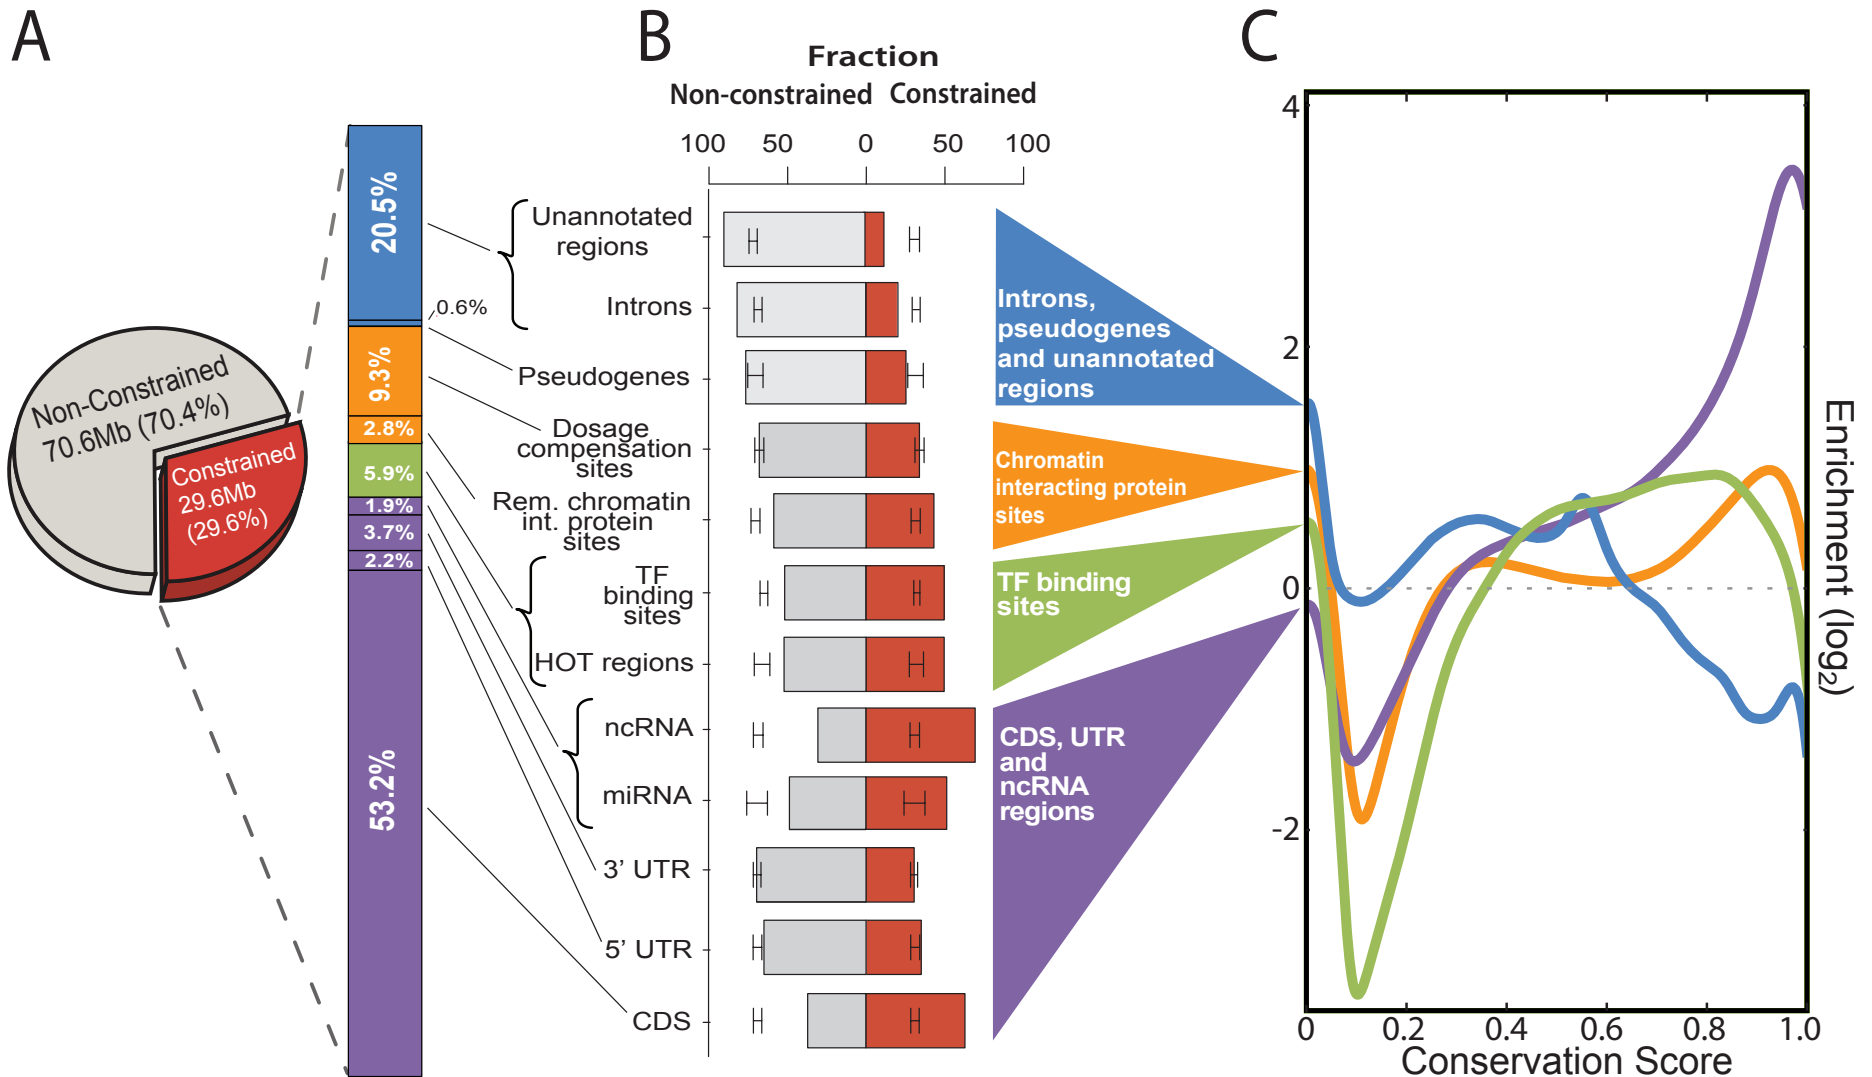 A
Non-Constrained
70.6Mb (70.4%)
Constrained
29.6Mb
(29.6%)
20.5%
0.6%
9.3%
2.8%
5.9%
1.9%
3.7%
2.2%
53.2%
B
Fraction
Non-constrained Constrained
100 50 0 50 100
Unannotated
regions
Introns
Pseudogenes
Dosage
compensation
sites
Rem. chromatin
int. protein
sites
TF
binding
sites
HOT regions
ncRNA
miRNA
3’ UTR
5’ UTR
CDS
Introns,
pseudogenes
and unannotated
regions
Chromatin
interacting protein
sites
TF binding
sites
CDS, UTR
and
ncRNA
regions
C
4
2
0
-2
0 0.2 0.4 0.6 0.8 1.0
Conservation Score
Enrichment (log2)